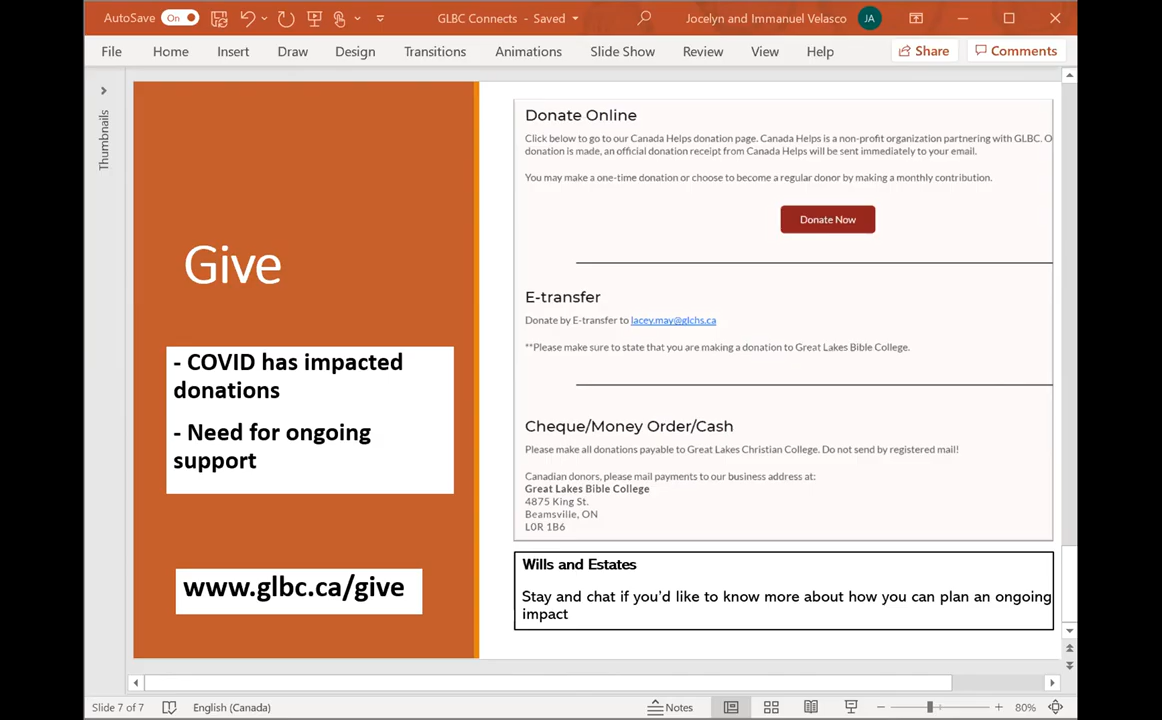 AutoSave On GLBC Connects - Saved Jocelyn and Immanuel Velasco JA
File Home Insert Draw Design Transitions Animations Slide Show Review View Help Share Comments
Thumbnails
Give
- COVID has impacted
donations
- Need for ongoing
support
www.glbc.ca/give
Donate Online
Click below to go to our Canada Helps donation page. Canada Helps is a non-profit organization partnering with GLBC. O
donation is made, an official donation receipt from Canada Helps will be sent immediately to your email.
You may make a one-time donation or choose to become a regular donor by making a monthly contribution.
Donate Now
E-transfer
Donate by E-transfer to lacey.may@glchs.ca
**Please make sure to state that you are making a donation to Great Lakes Bible College.
Cheque/Money Order/Cash
Please make all donations payable to Great Lakes Christian College. Do not send by registered mail!
Canadian donors, please mail payments to our business address at:
Great Lakes Bible College
4875 King St.
Beamsville, ON
L0R 1B6
Wills and Estates
Stay and chat if you'd like to know more about how you can plan an ongoing
impact
Slide 7 of 7 English (Canada) Notes 80%